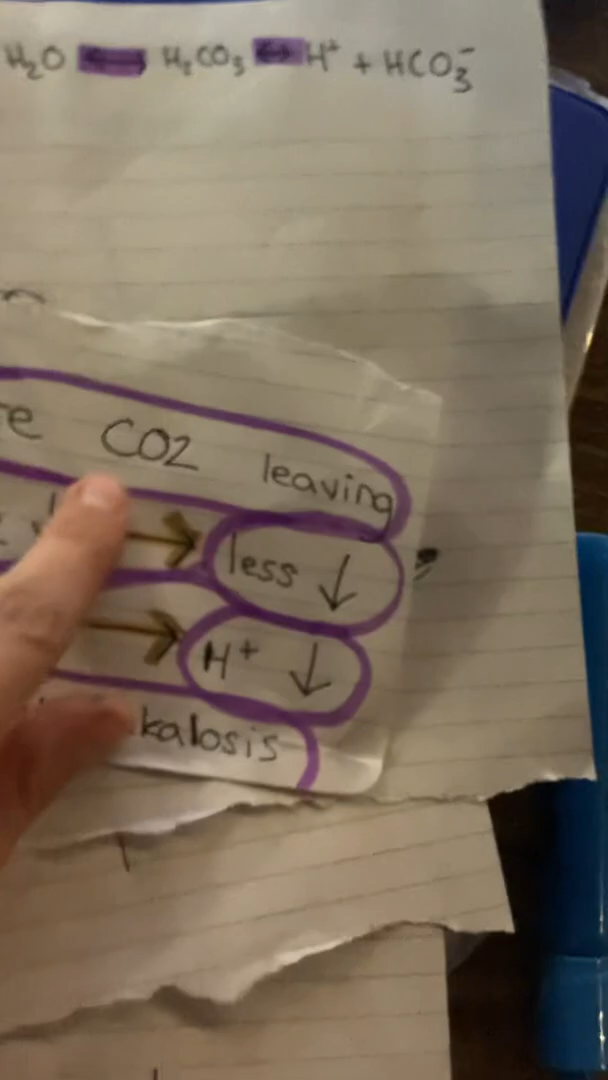 H₂O ⟷ H₂CO₃ ↔ H⁺ + HCO₃⁻
CO2 leaving
→ less ↓
→ H⁺ ↓
kalosis